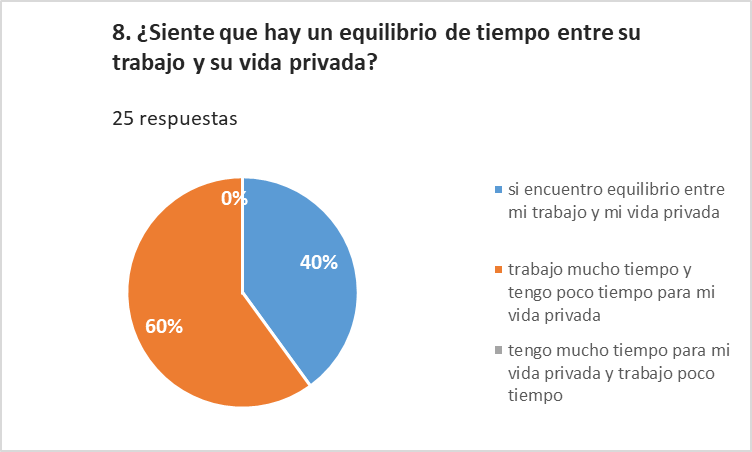 8. ¿Siente que hay un equilibrio de tiempo entre su
trabajo y su vida privada?
25 respuestas
0%
40%
60%
si encuentro equilibrio entre
mi trabajo y mi vida privada
trabajo mucho tiempo y
tengo poco tiempo para mi
vida privada
tengo mucho tiempo para mi
vida privada y trabajo poco
tiempo